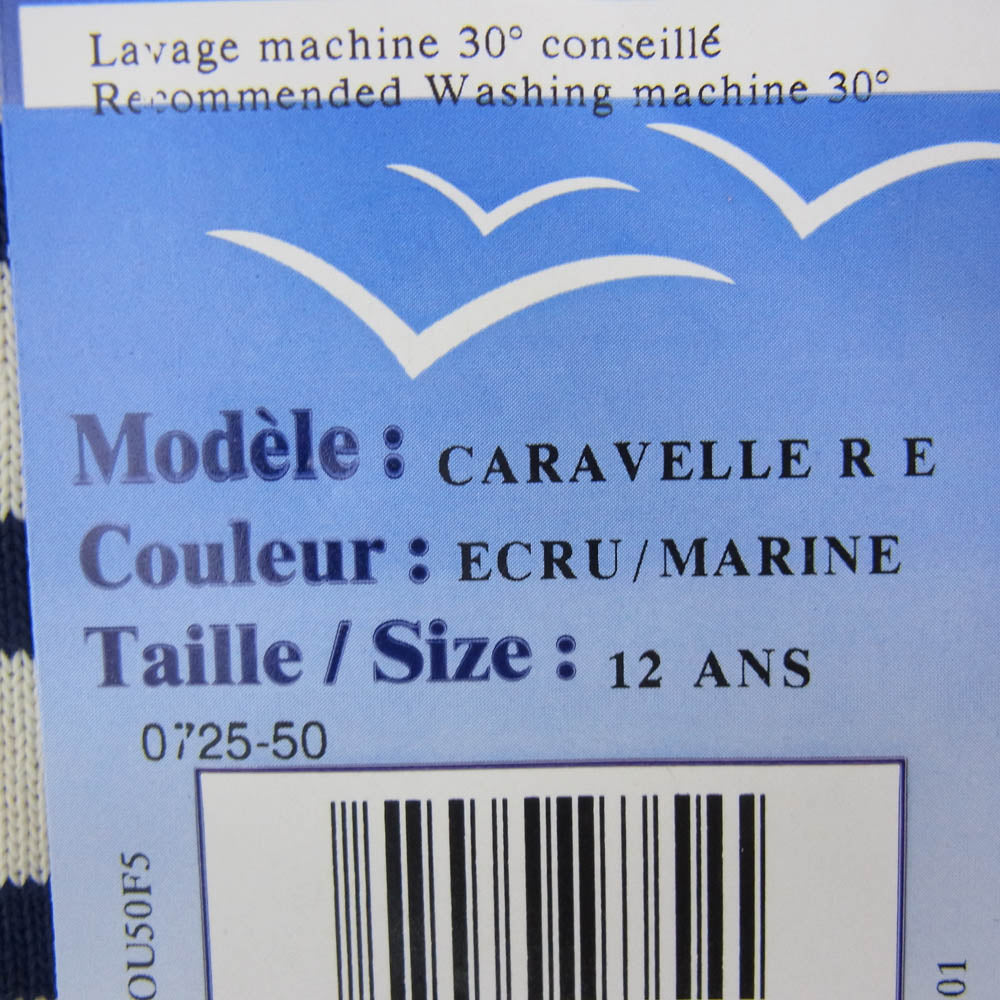 Lavage machine 30° conseillé
Recommended Washing machine 30°
Modèle : CARAVELLE R E
Couleur : ECRU/MARINE
Taille / Size : 12 ANS
0725-50
OU50F5
01